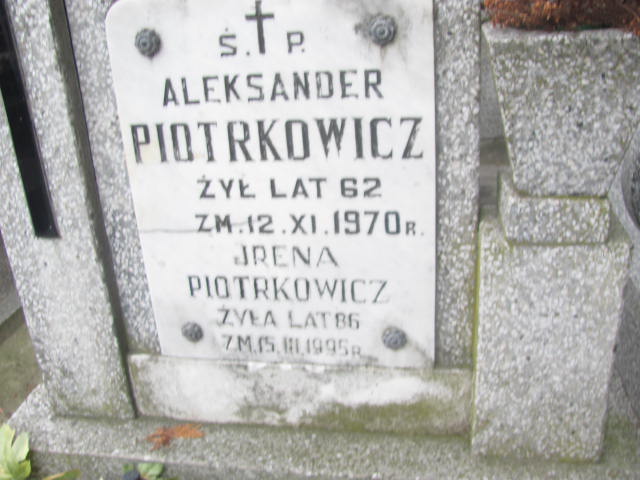 Ś. P.
ALEKSANDER
PIOTRKOWICZ
ŻYŁ LAT 62
ZM. 12. XI. 1970 R.
JRENA
PIOTRKOWICZ
ŻYŁA LAT 86
ZM. 15. III. 1995 R